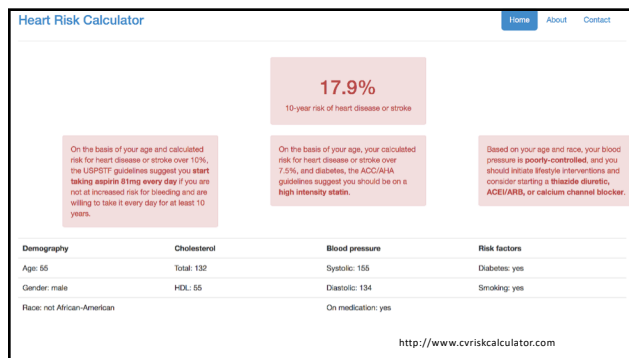 Heart Risk Calculator
Home About Contact
17.9%
10-year risk of heart disease or stroke
On the basis of your age and calculated
risk for heart disease or stroke over 10%,
the USPSTF guidelines suggest you start
taking aspirin 81mg every day if you are
not at increased risk for bleeding and are
willing to take it every day for at least 10
years.
On the basis of your age, your calculated
risk for heart disease or stroke over
7.5%, and diabetes, the ACC/AHA
guidelines suggest you should be on a
high intensity statin.
Based on your age and race, your blood
pressure is poorly-controlled, and you
should initiate lifestyle interventions and
consider starting a thiazide diuretic,
ACEI/ARB, or calcium channel blocker.
Demography Cholesterol Blood pressure Risk factors
Age: 55 Total: 132 Systolic: 155 Diabetes: yes
Gender: male HDL: 55 Diastolic: 134 Smoking: yes
Race: not African-American On medication: yes
http://www.cvriskcalculator.com